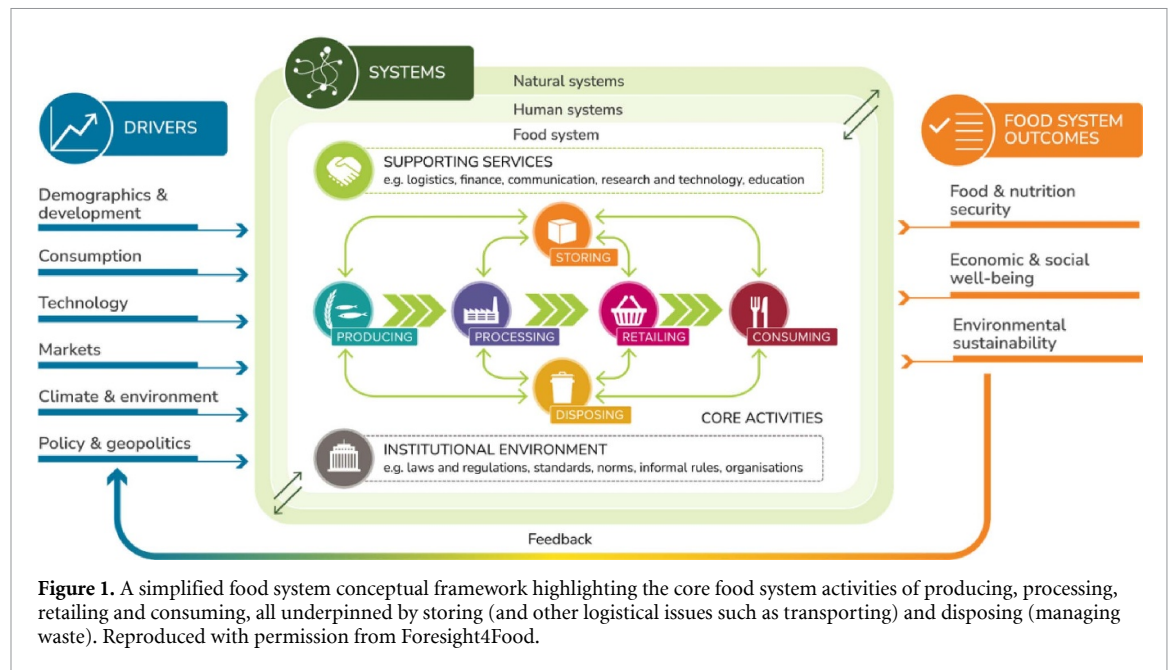 SYSTEMS
DRIVERS
Demographics &
development
Consumption
Technology
Markets
Climate & environment
Policy & geopolitics
Natural systems
Human systems
Food system
SUPPORTING SERVICES
e.g. logistics, finance, communication, research and technology, education
STORING
PRODUCING
PROCESSING
RETAILING
CONSUMING
DISPOSING
CORE ACTIVITIES
INSTITUTIONAL ENVIRONMENT
e.g. laws and regulations, standards, norms, informal rules, organisations
FOOD SYSTEM
OUTCOMES
Food & nutrition
security
Economic & social
well-being
Environmental
sustainability
Feedback
Figure 1. A simplified food system conceptual framework highlighting the core food system activities of producing, processing,
retailing and consuming, all underpinned by storing (and other logistical issues such as transporting) and disposing (managing
waste). Reproduced with permission from Foresight4Food.